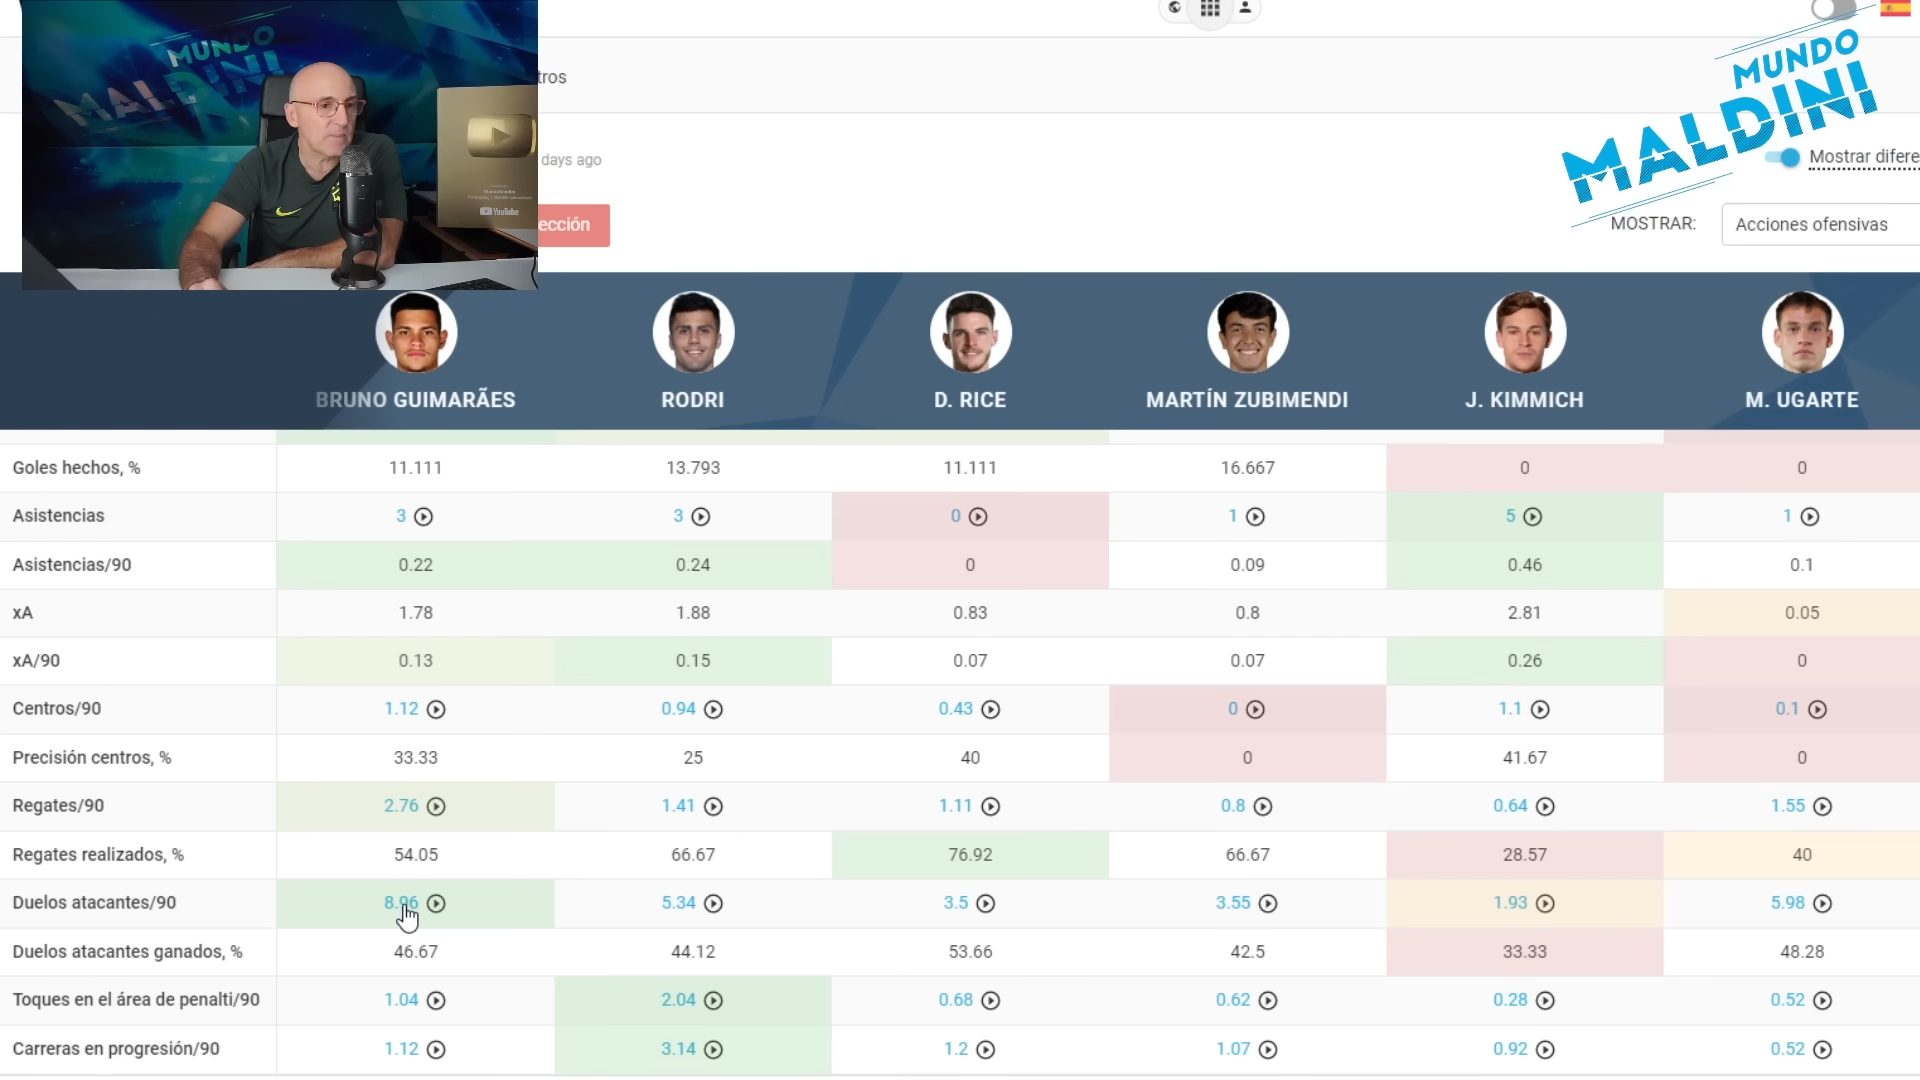 MUNDO
MALDINI
YouTube
tros
days ago
ección
MUNDO
MALDINI
Mostrar difere
MOSTRAR:
Acciones ofensivas
BRUNO GUIMARÃES
RODRI
D. RICE
MARTÍN ZUBIMENDI
J. KIMMICH
M. UGARTE
Goles hechos, % 11.111 13.793 11.111 16.667 0 0
Asistencias 3 3 0 1 5 1
Asistencias/90 0.22 0.24 0 0.09 0.46 0.1
xA 1.78 1.88 0.83 0.8 2.81 0.05
xA/90 0.13 0.15 0.07 0.07 0.26 0
Centros/90 1.12 0.94 0.43 0 1.1 0.1
Precisión centros, % 33.33 25 40 0 41.67 0
Regates/90 2.76 1.41 1.11 0.8 0.64 1.55
Regates realizados, % 54.05 66.67 76.92 66.67 28.57 40
Duelos atacantes/90 8.96 5.34 3.5 3.55 1.93 5.98
Duelos atacantes ganados, % 46.67 44.12 53.66 42.5 33.33 48.28
Toques en el área de penalti/90 1.04 2.04 0.68 0.62 0.28 0.52
Carreras en progresión/90 1.12 3.14 1.2 1.07 0.92 0.52